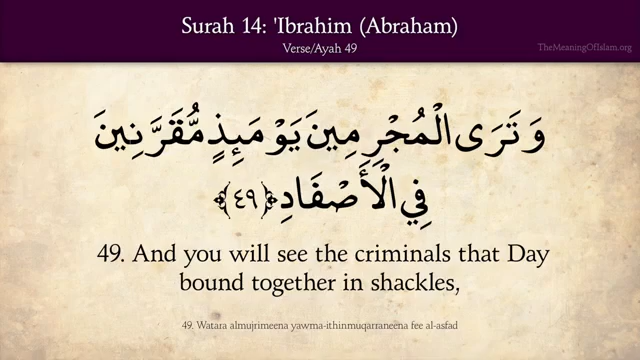 Surah 14: 'Ibrahim (Abraham)
Verse/Ayah 49
TheMeaningOfIslam.org
وَتَرَى الْمُجْرِمِينَ يَوْمَئِذٍ مُّقَرَّنِينَ
فِي الْأَصْفَادِ ﴿٤٩﴾
49. And you will see the criminals that Day
bound together in shackles,
49. Watara almujrimeena yawma-ithinmuqarraneena fee al-asfad